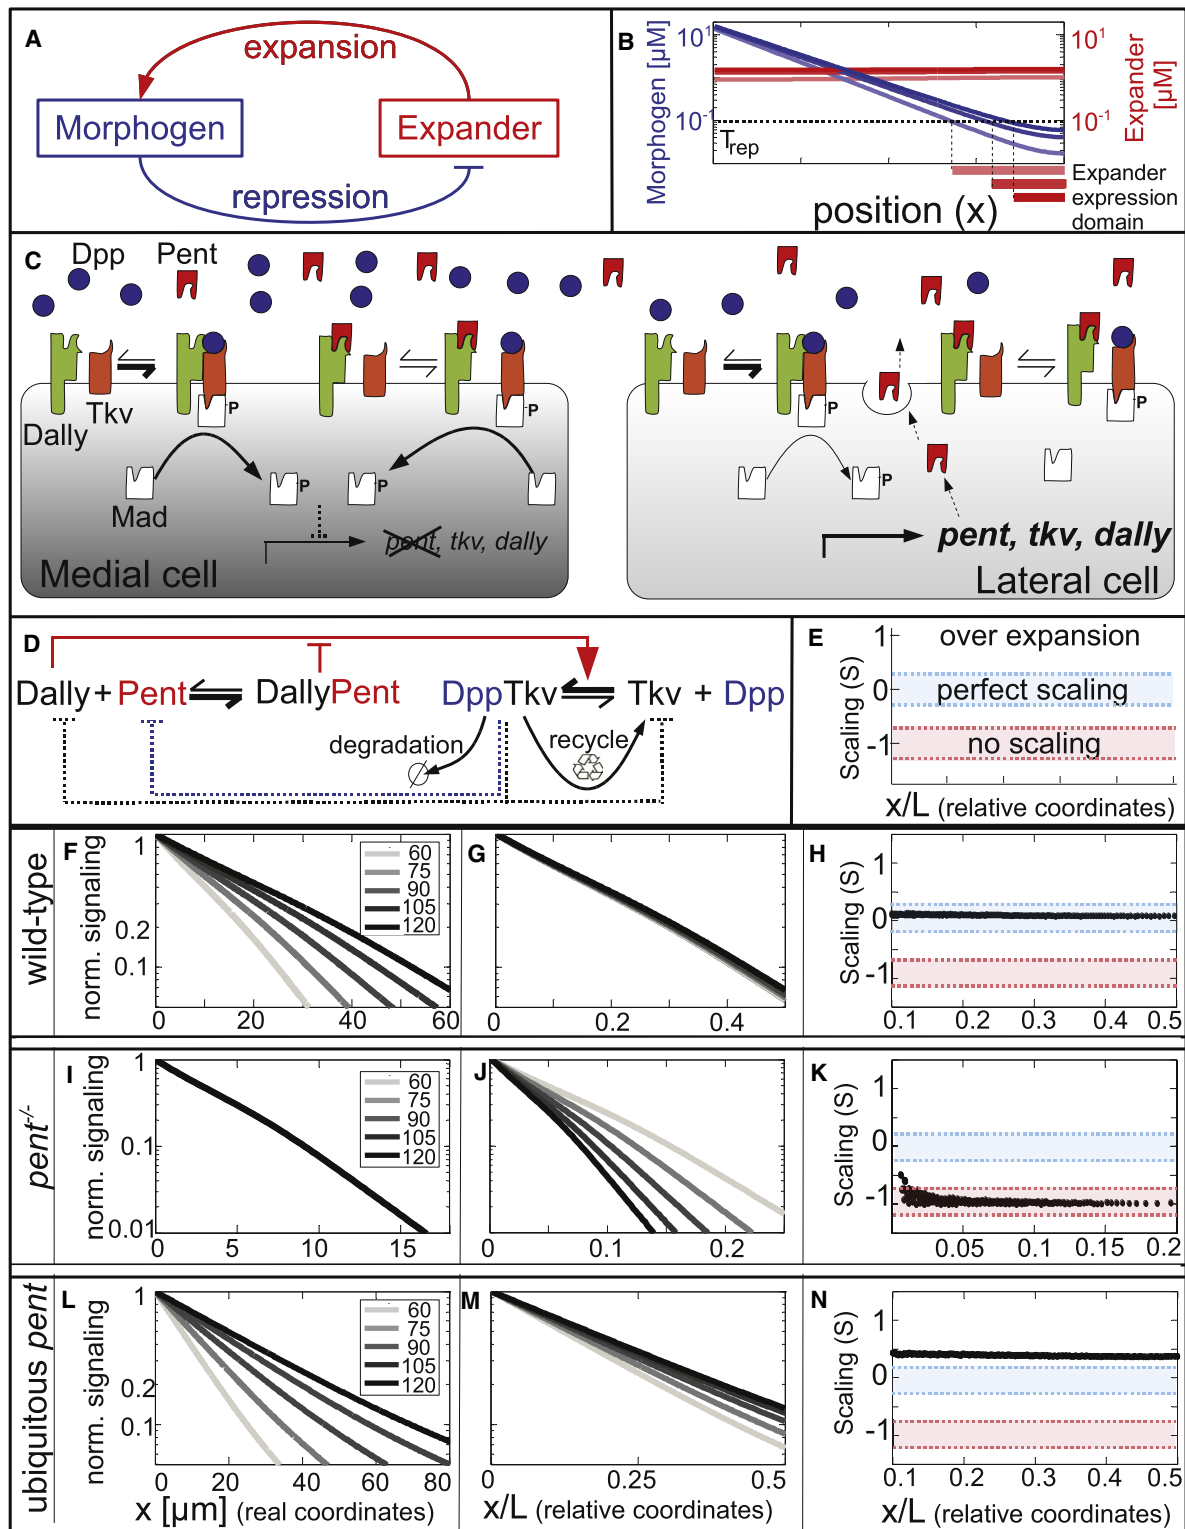 A
expansion
Morphogen
Expander
repression
B
Morphogen [µM]
10¹
10⁻¹
T rep
10¹
10⁻¹
Expander [µM]
Expander
expression
domain
position (x)
C
Dpp
Pent
Dally
Tkv
P
P
Mad
P
P
pent, tkv, dally
Medial cell
P
P
P
pent, tkv, dally
Lateral cell
D
Dally + Pent
DallyPent
DppTkv
Tkv + Dpp
degradation
recycle
E
Scaling (S)
1
0
-1
over expansion
perfect scaling
no scaling
x/L (relative coordinates)
wild-type
F
norm. signaling
1
0.2
0.1
60
75
90
105
120
0 20 40 60
G
0 0.2 0.4
H
Scaling (S)
1
0
-1
0.1 0.2 0.3 0.4 0.5
pent-/-
I
norm. signaling
1
0.1
0.01
60
75
90
105
120
0 5 10 15
J
0 0.1 0.2
K
Scaling (S)
1
0
-1
0.05 0.1 0.15 0.2
ubiquitous pent
L
norm. signaling
1
0.2
0.1
60
75
90
105
120
0 20 40 60 80
x [µm] (real coordinates)
M
0 0.25 0.5
x/L (relative coordinates)
N
Scaling (S)
1
0
-1
0.1 0.2 0.3 0.4 0.5
x/L (relative coordinates)